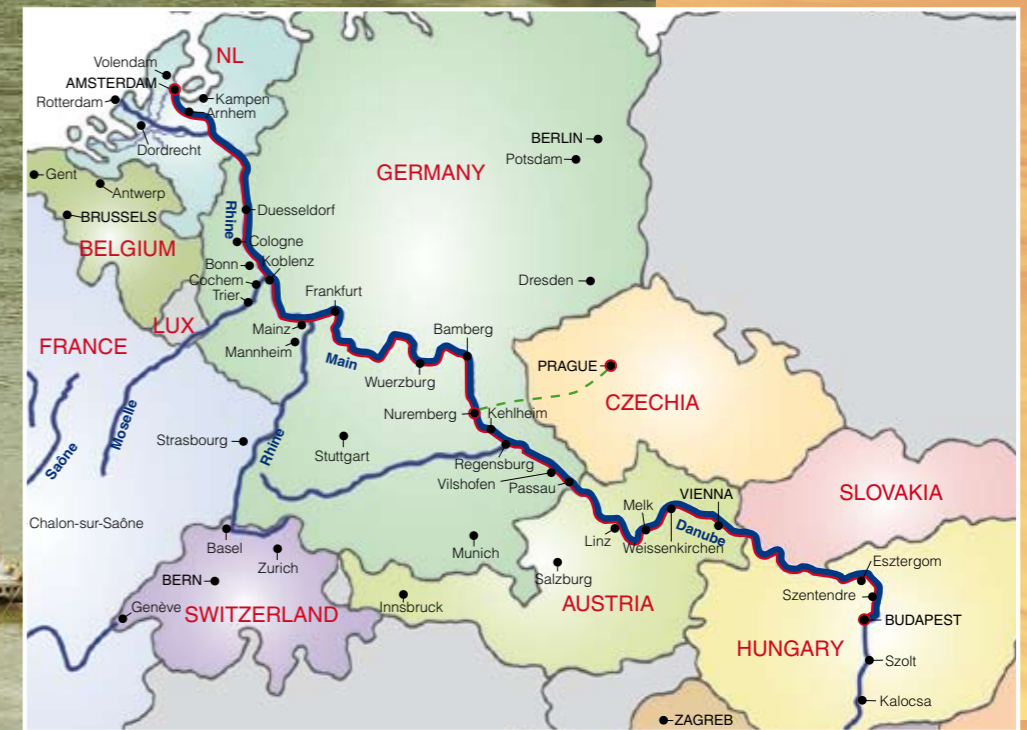 NL
Volendam
AMSTERDAM
Rotterdam
Kampen
Arnhem
Dordrecht
BERLIN
Potsdam
GERMANY
Gent
Antwerp
BRUSSELS
BELGIUM
Rhine
Duesseldorf
Cologne
Bonn
Koblenz
Cochem
Trier
Frankfurt
Dresden
LUX
FRANCE
Mainz
Mannheim
Main
Bamberg
Wuerzburg
PRAGUE
CZECHIA
Nuremberg
Kehlheim
Saône
Moselle
Strasbourg
Rhine
Stuttgart
Regensburg
Vilshofen
Passau
SLOVAKIA
Chalon-sur-Saône
Basel
Zurich
Munich
Linz
Melk
Weissenkirchen
VIENNA
Danube
Esztergom
Szentendre
BERN
Genève
SWITZERLAND
Innsbruck
Salzburg
AUSTRIA
BUDAPEST
HUNGARY
Szolt
Kalocsa
ZAGREB